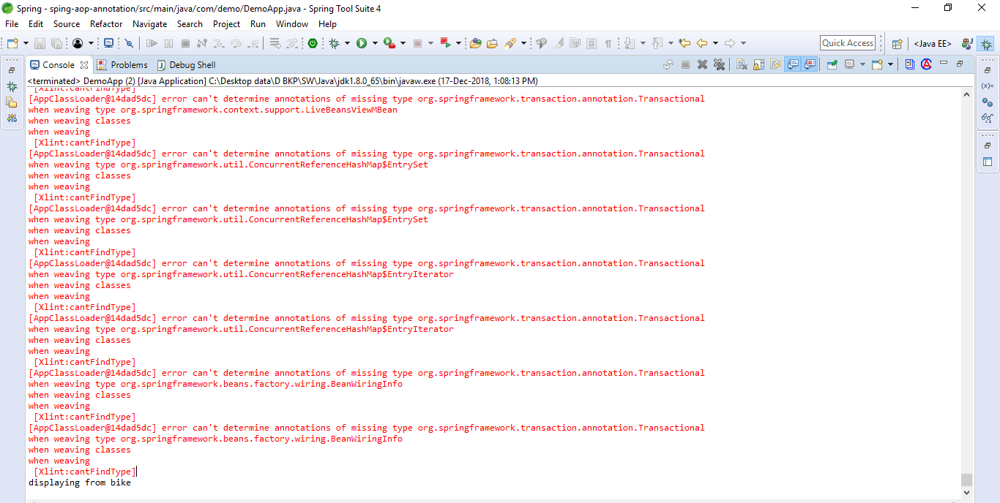 Spring - sping-aop-annotation/src/main/java/com/demo/DemoApp.java - Spring Tool Suite 4
File Edit Source Refactor Navigate Search Project Run Window Help
Quick Access
<Java EE>
Console Problems Debug Shell
<terminated> DemoApp (2) [Java Application] C:\Desktop data\D BKP\SW\Java\jdk1.8.0_65\bin\javaw.exe (17-Dec-2018, 1:08:13 PM)
[Xlint:cantFindType]
[AppClassLoader@14dad5dc] error can't determine annotations of missing type org.springframework.transaction.annotation.Transactional
when weaving type org.springframework.context.support.LiveBeansViewMBean
when weaving classes
when weaving
[Xlint:cantFindType]
[AppClassLoader@14dad5dc] error can't determine annotations of missing type org.springframework.transaction.annotation.Transactional
when weaving type org.springframework.util.ConcurrentReferenceHashMap$EntrySet
when weaving classes
when weaving
[Xlint:cantFindType]
[AppClassLoader@14dad5dc] error can't determine annotations of missing type org.springframework.transaction.annotation.Transactional
when weaving type org.springframework.util.ConcurrentReferenceHashMap$EntrySet
when weaving classes
when weaving
[Xlint:cantFindType]
[AppClassLoader@14dad5dc] error can't determine annotations of missing type org.springframework.transaction.annotation.Transactional
when weaving type org.springframework.util.ConcurrentReferenceHashMap$EntryIterator
when weaving classes
when weaving
[Xlint:cantFindType]
[AppClassLoader@14dad5dc] error can't determine annotations of missing type org.springframework.transaction.annotation.Transactional
when weaving type org.springframework.util.ConcurrentReferenceHashMap$EntryIterator
when weaving classes
when weaving
[Xlint:cantFindType]
[AppClassLoader@14dad5dc] error can't determine annotations of missing type org.springframework.transaction.annotation.Transactional
when weaving type org.springframework.beans.factory.wiring.BeanWiringInfo
when weaving classes
when weaving
[Xlint:cantFindType]
[AppClassLoader@14dad5dc] error can't determine annotations of missing type org.springframework.transaction.annotation.Transactional
when weaving type org.springframework.beans.factory.wiring.BeanWiringInfo
when weaving classes
when weaving
[Xlint:cantFindType]
displaying from bike